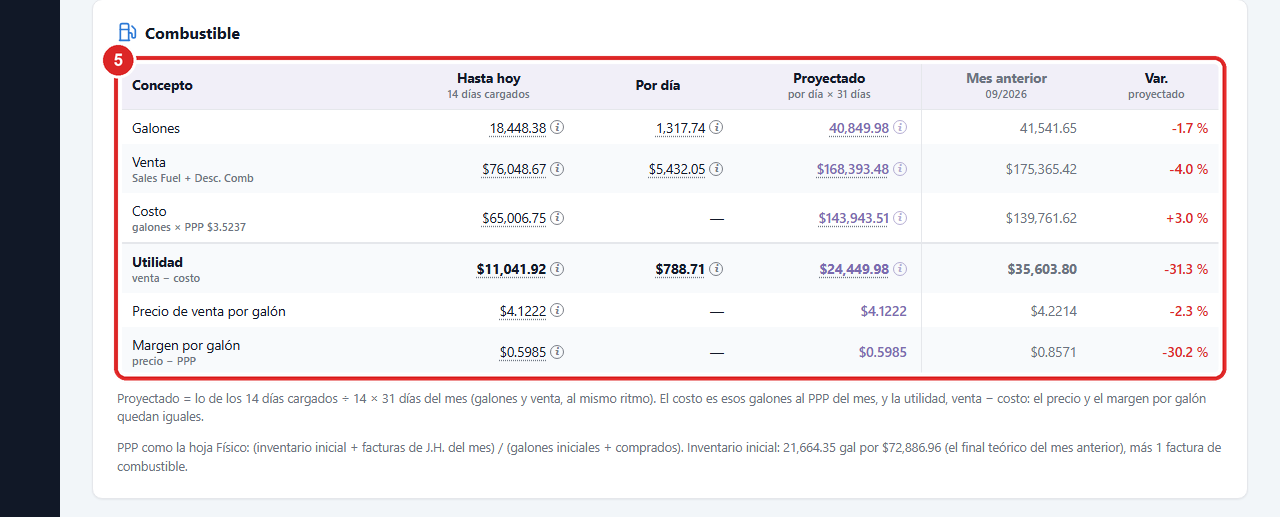 Combustible
5
Concepto Hasta hoy Por día Proyectado Mes anterior Var.
14 días cargados por día × 31 días 09/2026 proyectado
Galones 18,448.38 1,317.74 40,849.98 41,541.65 -1.7 %
Venta $76,048.67 $5,432.05 $168,393.48 $175,365.42 -4.0 %
Sales Fuel + Desc. Comb
Costo $65,006.75 — $143,943.51 $139,761.62 +3.0 %
galones × PPP $3.5237
Utilidad $11,041.92 $788.71 $24,449.98 $35,603.80 -31.3 %
venta − costo
Precio de venta por galón $4.1222 — $4.1222 $4.2214 -2.3 %
Margen por galón $0.5985 — $0.5985 $0.8571 -30.2 %
precio − PPP
Proyectado = lo de los 14 días cargados ÷ 14 × 31 días del mes (galones y venta, al mismo ritmo). El costo es esos galones al PPP del mes, y la utilidad, venta − costo: el precio y el margen por galón
quedan iguales.
PPP como la hoja Físico: (inventario inicial + facturas de J.H. del mes) / (galones iniciales + comprados). Inventario inicial: 21,664.35 gal por $72,886.96 (el final teórico del mes anterior), más 1 factura de
combustible.